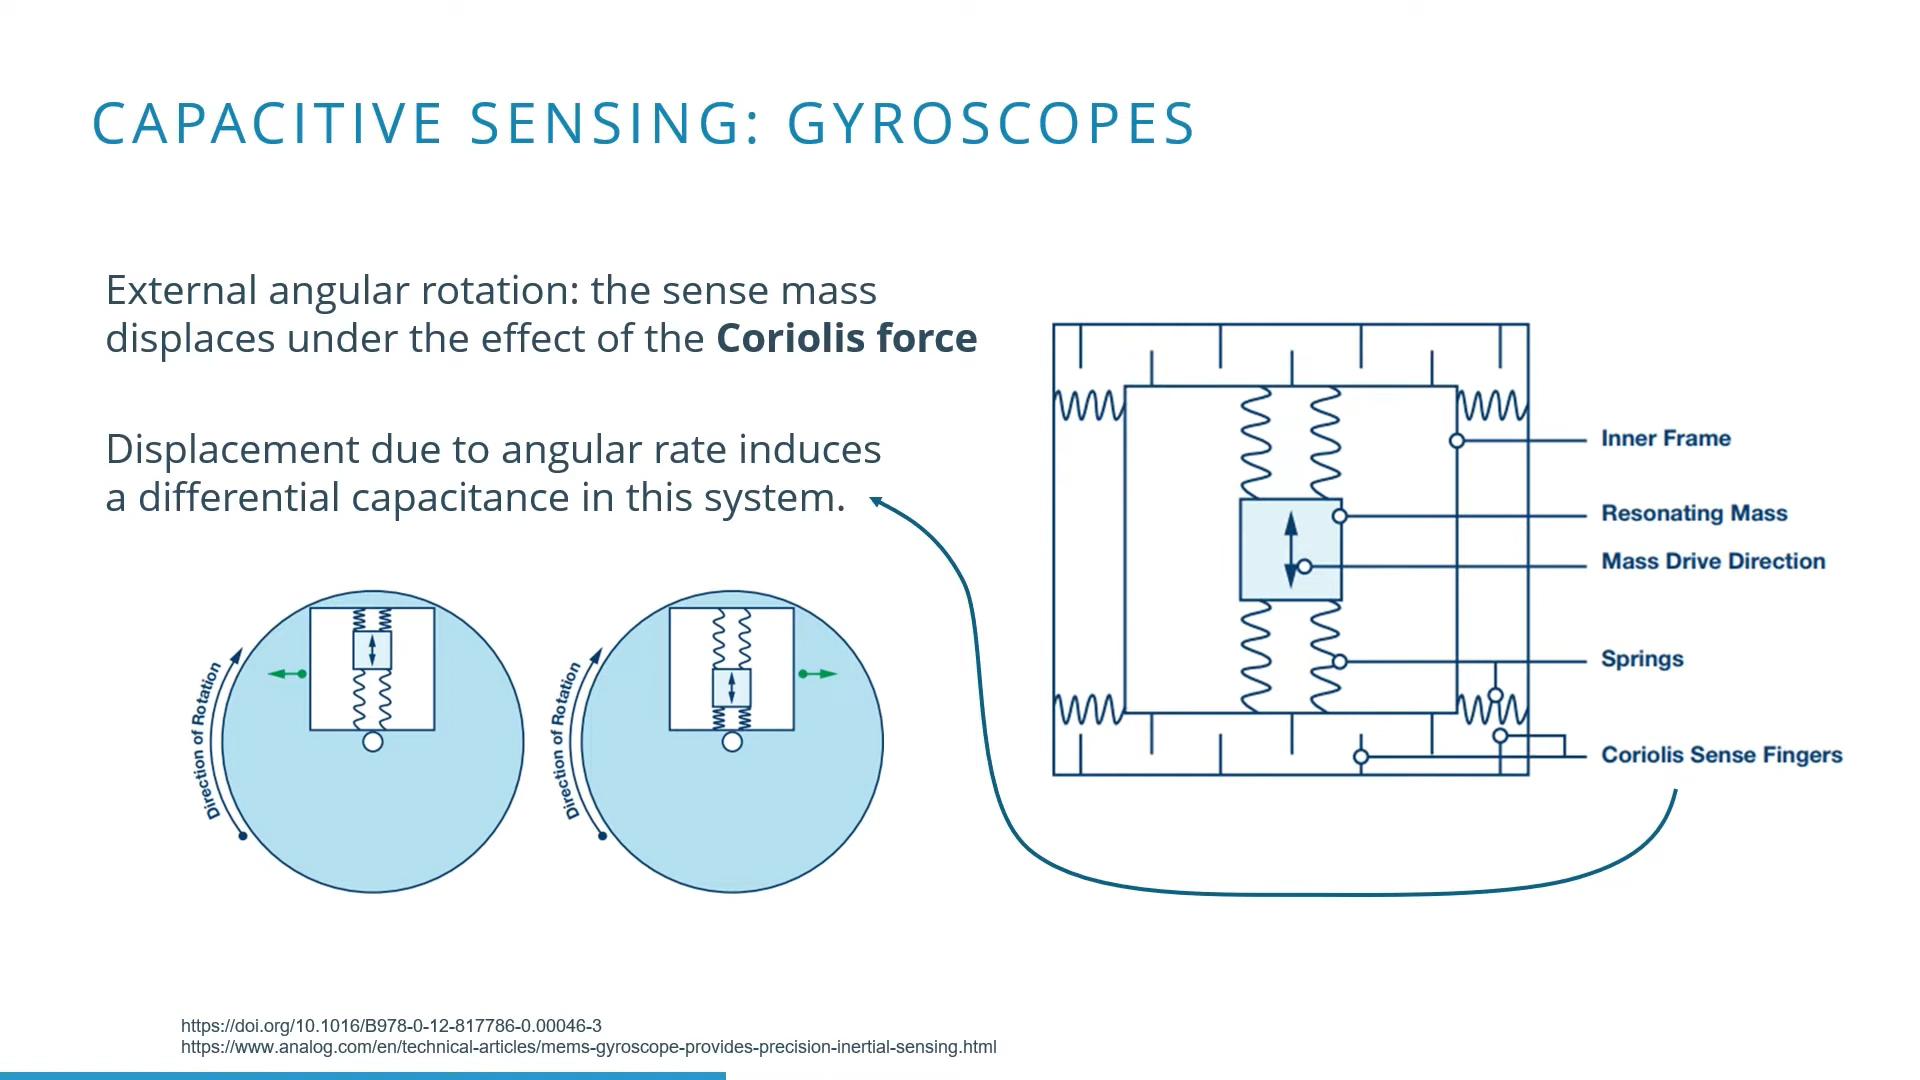 CAPACITIVE SENSING: GYROSCOPES
External angular rotation: the sense mass
displaces under the effect of the Coriolis force
Displacement due to angular rate induces
a differential capacitance in this system.
Direction of Rotation
Direction of Rotation
Inner Frame
Resonating Mass
Mass Drive Direction
Springs
Coriolis Sense Fingers
https://doi.org/10.1016/B978-0-12-817786-0.00046-3
https://www.analog.com/en/technical-articles/mems-gyroscope-provides-precision-inertial-sensing.html